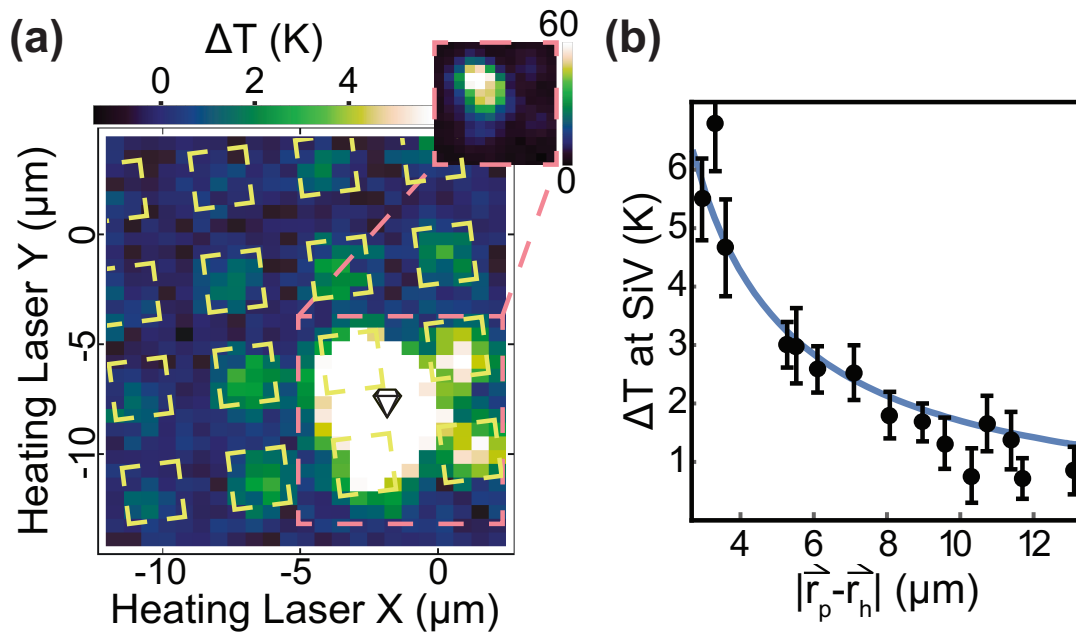 (a)
ΔT (K)
0 2 4
60
0
Heating Laser Y (μm)
0
-5
-10
-10 -5 0
Heating Laser X (μm)
(b)
ΔT at SiV (K)
6
5
4
3
2
1
4 6 8 10 12
|r⃗p-r⃗h| (μm)